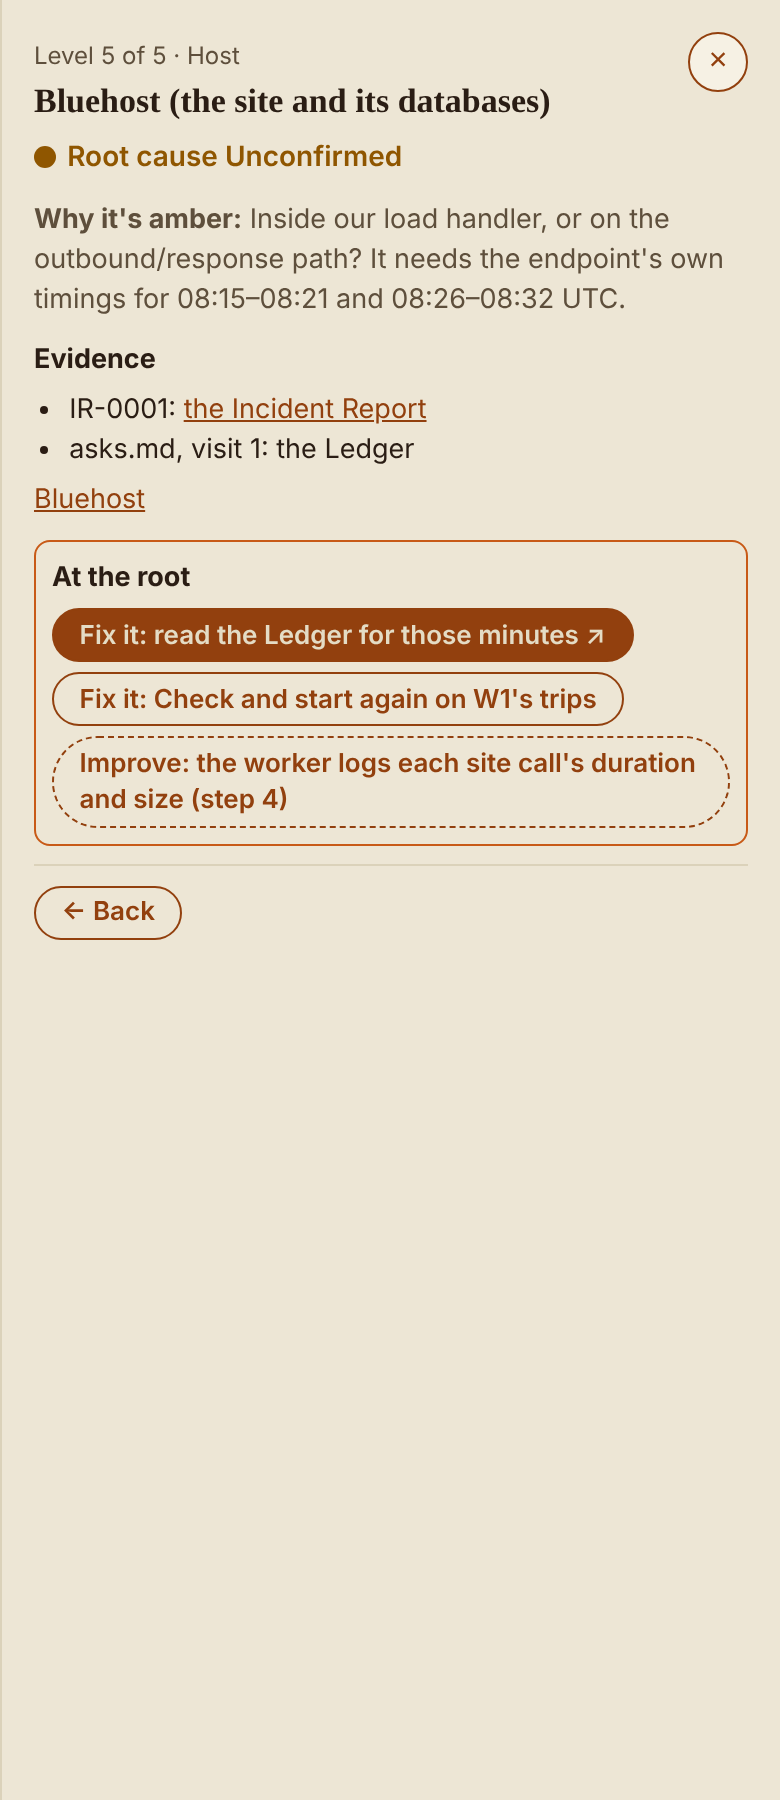 Level 5 of 5 · Host
×
Bluehost (the site and its databases)
Root cause Unconfirmed
Why it's amber: Inside our load handler, or on the
outbound/response path? It needs the endpoint's own
timings for 08:15–08:21 and 08:26–08:32 UTC.
Evidence
• IR-0001: the Incident Report
• asks.md, visit 1: the Ledger
Bluehost
At the root
Fix it: read the Ledger for those minutes ↗
Fix it: Check and start again on W1's trips
Improve: the worker logs each site call's duration
and size (step 4)
← Back